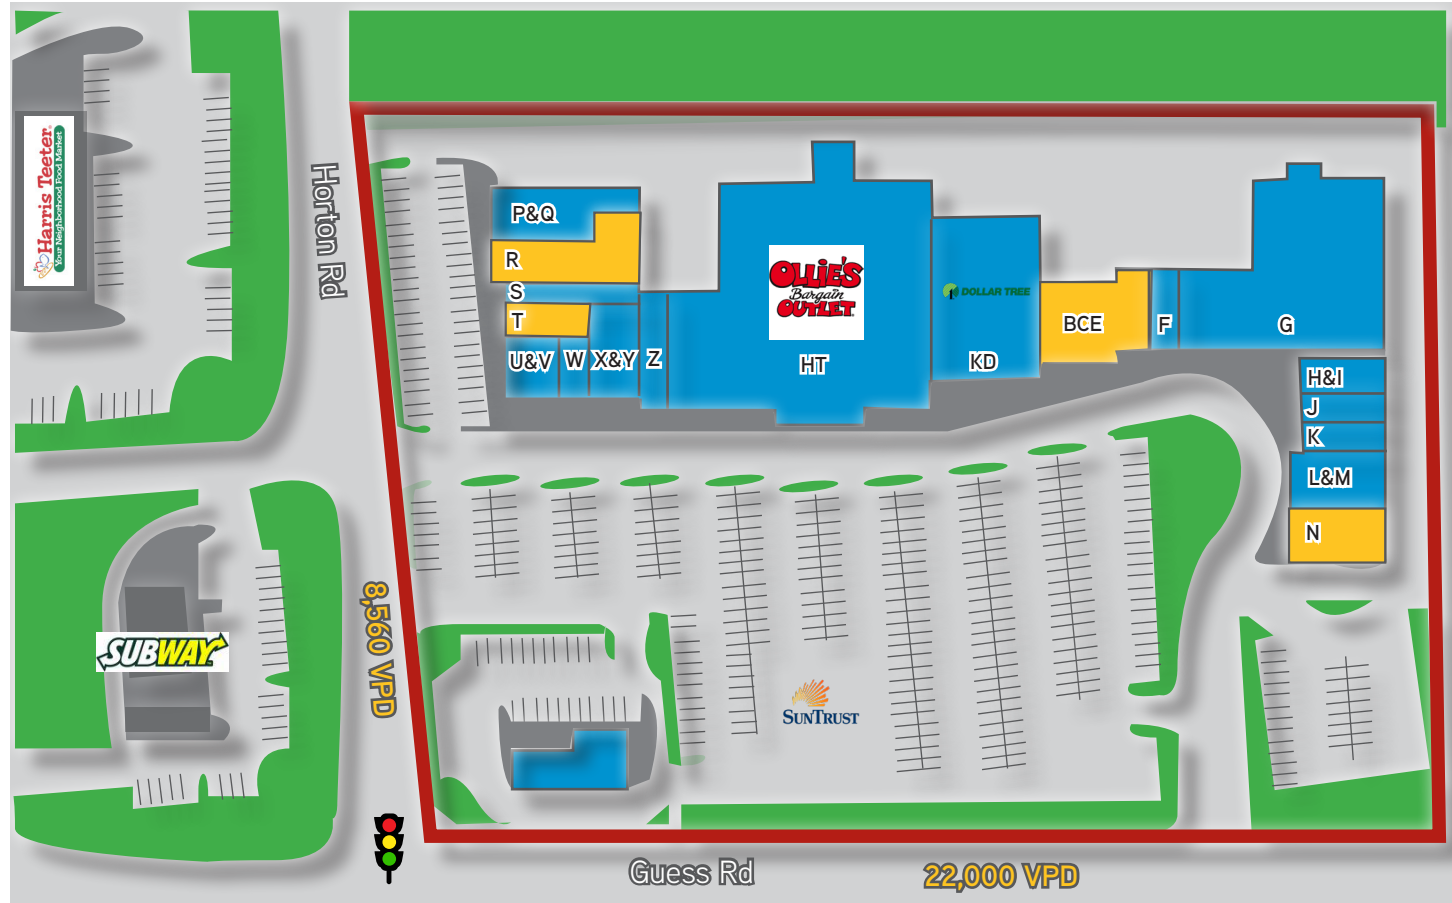 Harris Teeter
Your Neighborhood Food Market
Horton Rd
P&Q
R
S
T
U&V
W
X&Y
Z
OLLIE'S
Bargain
OUTLET
HT
DOLLAR TREE
KD
BCE
F
G
H&I
J
K
L&M
N
SUBWAY
8,560 VPD
SUNTRUST
Guess Rd
22,000 VPD